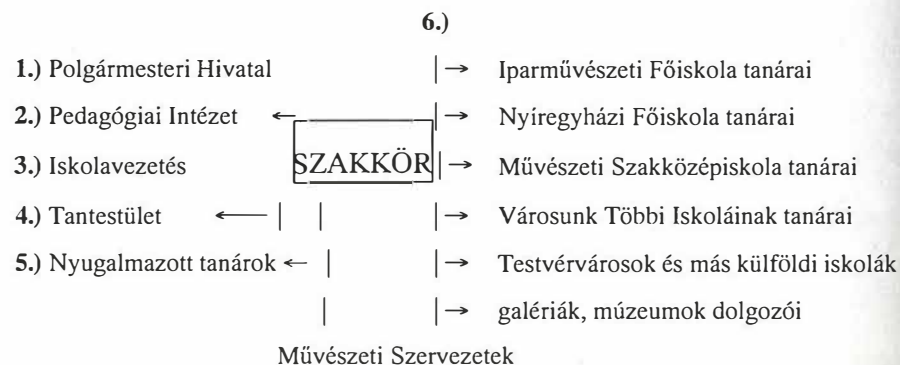 6.)
1.) Polgármesteri Hivatal |→ Iparművészeti Főiskola tanárai
2.) Pedagógiai Intézet ← |→ Nyíregyházi Főiskola tanárai
3.) Iskolavezetés SZAKKÖR |→ Művészeti Szakközépiskola tanárai
4.) Tantestület ← | | |→ Városunk Többi Iskoláinak tanárai
5.) Nyugalmazott tanárok ← | |→ Testvérvárosok és más külföldi iskolák
| |→ galériák, múzeumok dolgozói
Művészeti Szervezetek